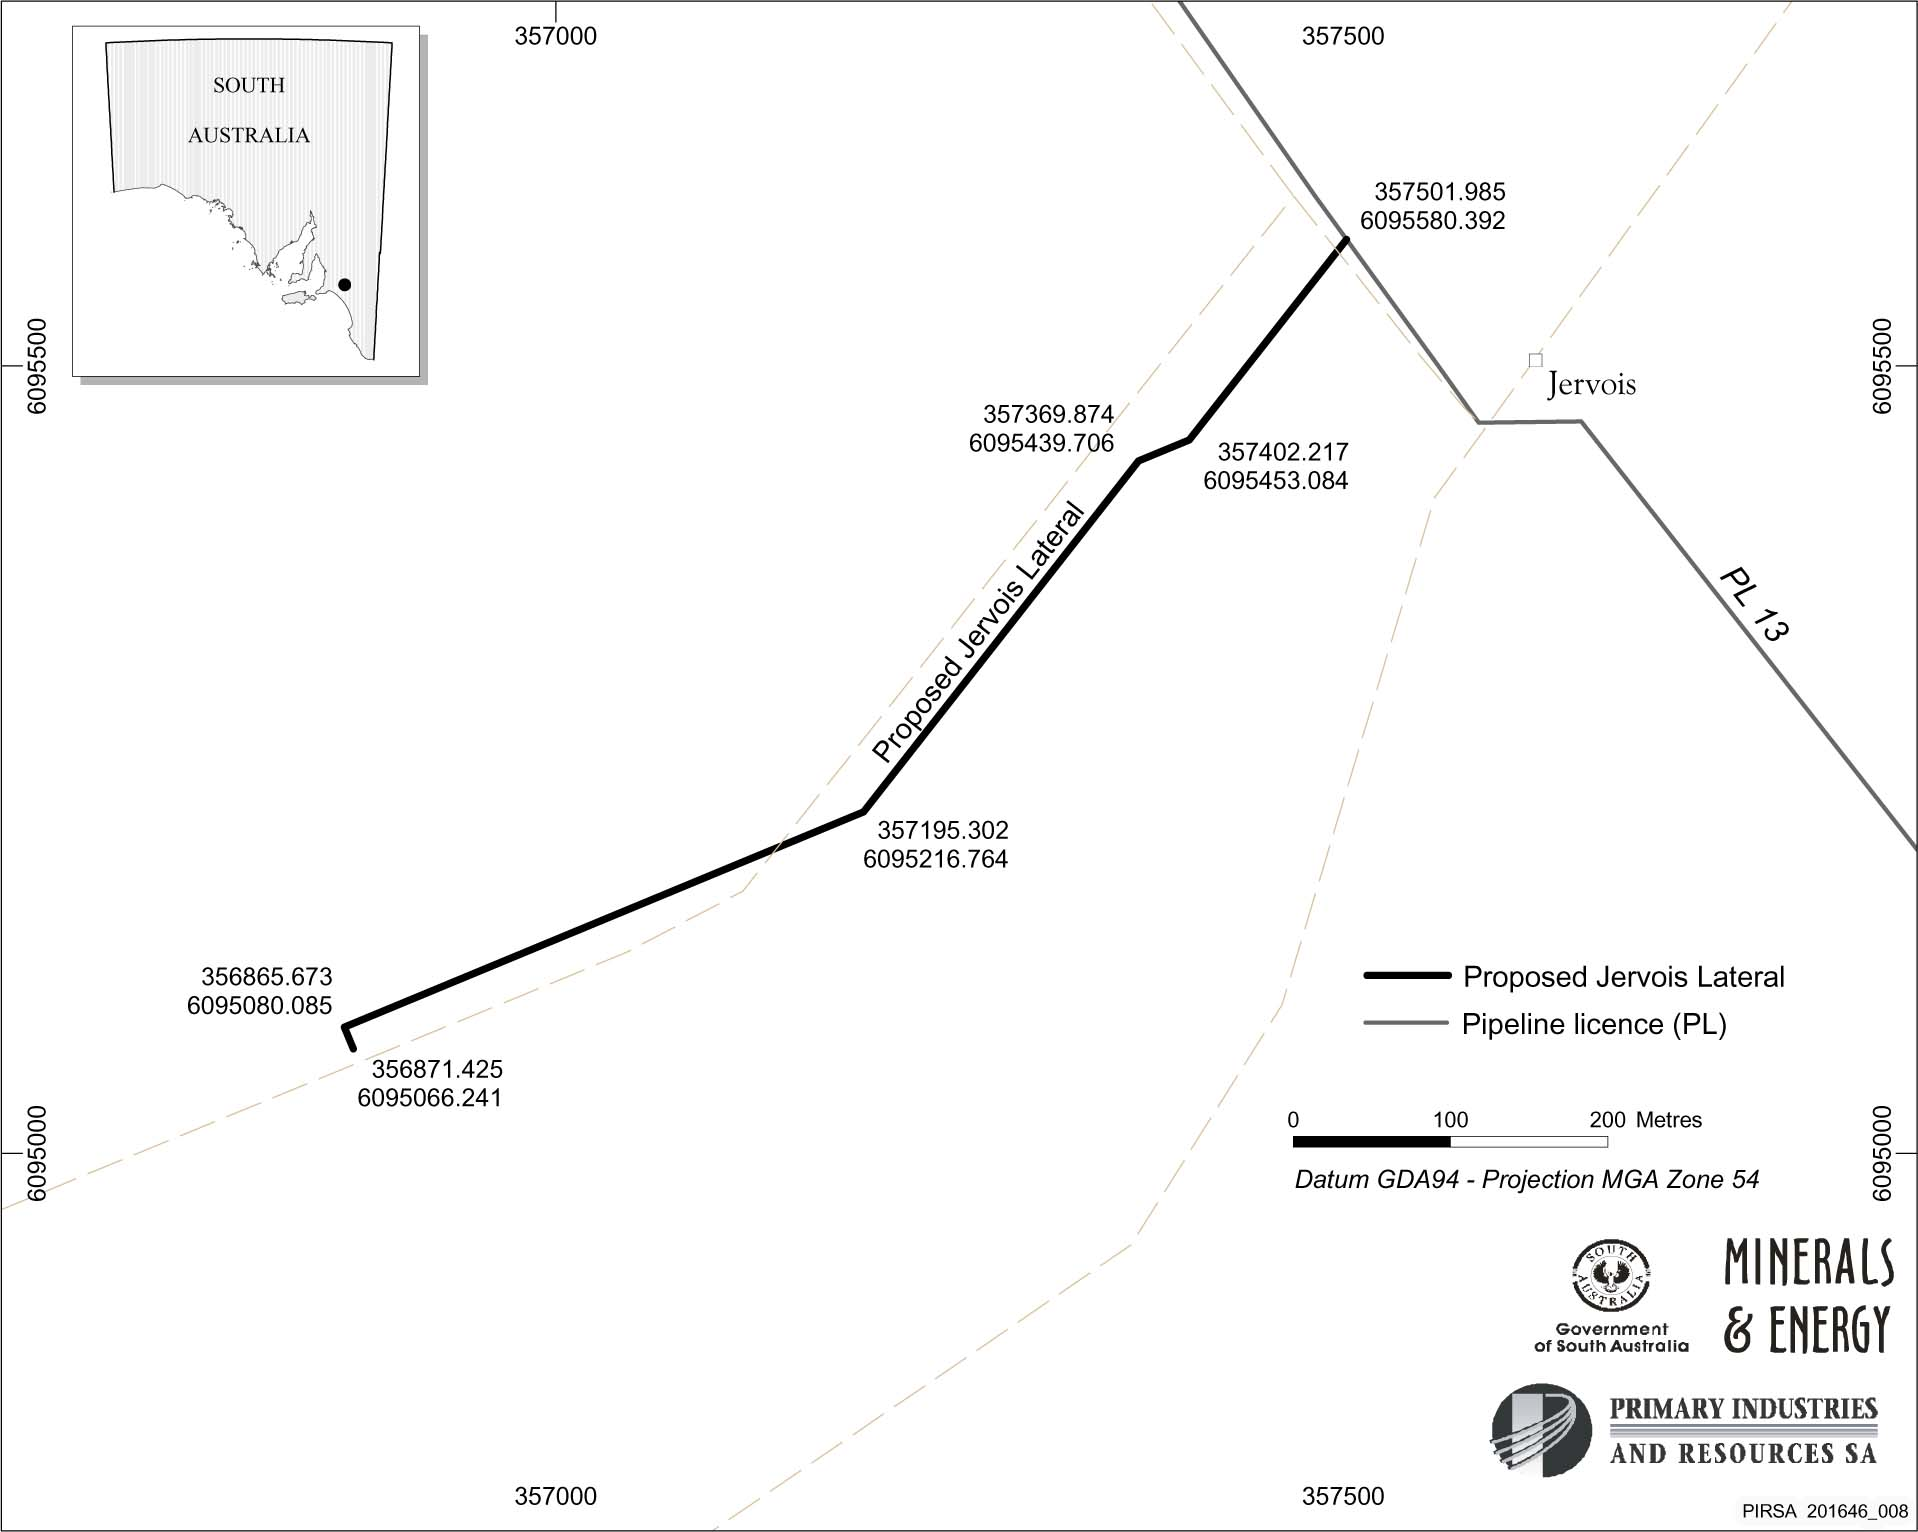 357000
357500
SOUTH
AUSTRALIA
357501.985
6095580.392
6095500
6095500
Jervois
357369.874
6095439.706
357402.217
6095453.084
Proposed Jervois Lateral
PL 13
357195.302
6095216.764
356865.673
6095080.085
356871.425
6095066.241
Proposed Jervois Lateral
Pipeline licence (PL)
0 100 200 Metres
Datum GDA94 - Projection MGA Zone 54
6095000
6095000
SOUTH
AUSTRALIA
Government
of South Australia
MINERALS
& ENERGY
PRIMARY INDUSTRIES
AND RESOURCES SA
357000
357500
PIRSA 201646_008